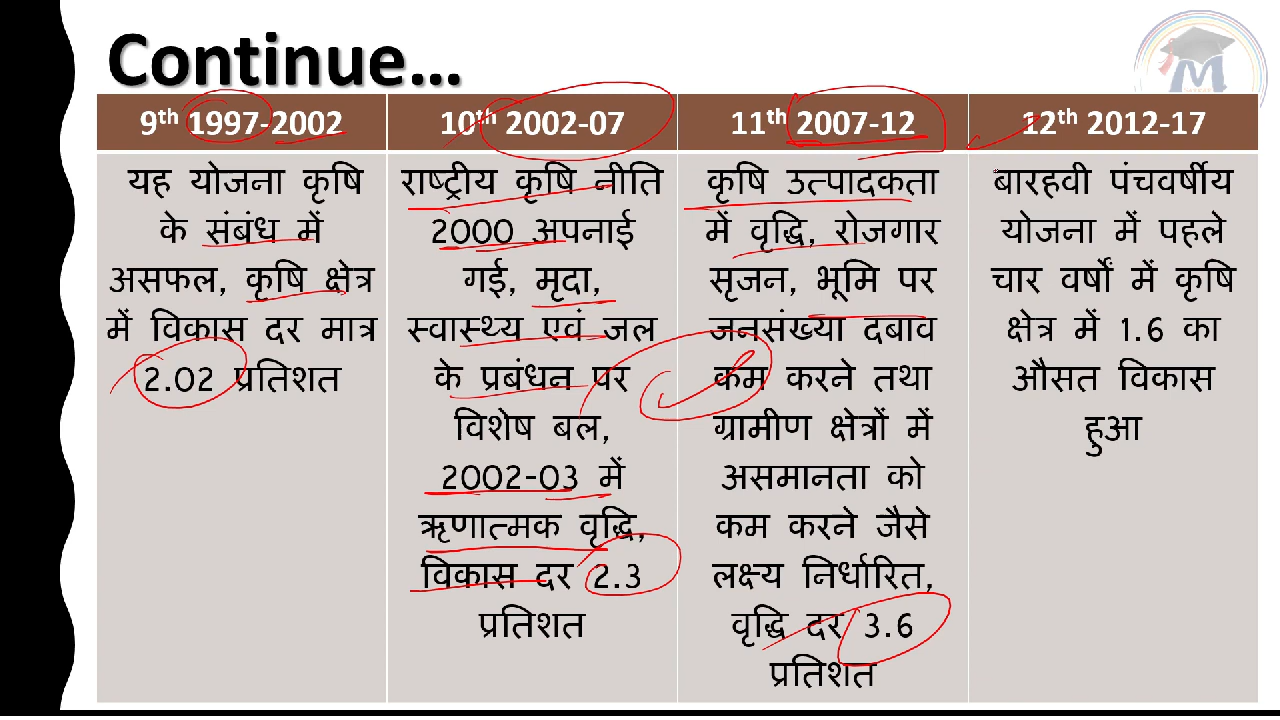 Continue...
9th 1997-2002
10th 2002-07
11th 2007-12
12th 2012-17
यह योजना कृषि
के संबंध में
असफल, कृषि क्षेत्र
में विकास दर मात्र
2.02 प्रतिशत
राष्ट्रीय कृषि नीति
2000 अपनाई
गई, मृदा,
स्वास्थ्य एवं जल
के प्रबंधन पर
विशेष बल,
2002-03 में
ऋणात्मक वृद्धि,
विकास दर 2.3
प्रतिशत
कृषि उत्पादकता
में वृद्धि, रोजगार
सृजन, भूमि पर
जनसंख्या दबाव
कम करने तथा
ग्रामीण क्षेत्रों में
असमानता को
कम करने जैसे
लक्ष्य निर्धारित,
वृद्धि दर 3.6
प्रतिशत
बारहवी पंचवर्षीय
योजना में पहले
चार वर्षों में कृषि
क्षेत्र में 1.6 का
औसत विकास
हुआ
M